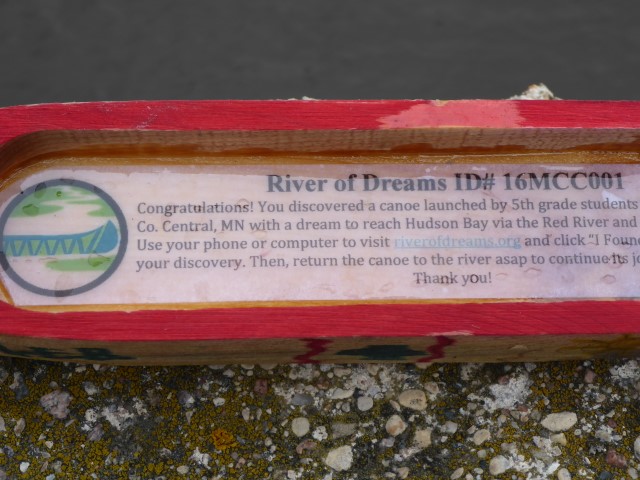 River of Dreams ID# 16MCC001
Congratulations! You discovered a canoe launched by 5th grade students
Co. Central, MN with a dream to reach Hudson Bay via the Red River and
Use your phone or computer to visit riverofdreams.org and click "I Foun
your discovery. Then, return the canoe to the river asap to continue its jo
Thank you!